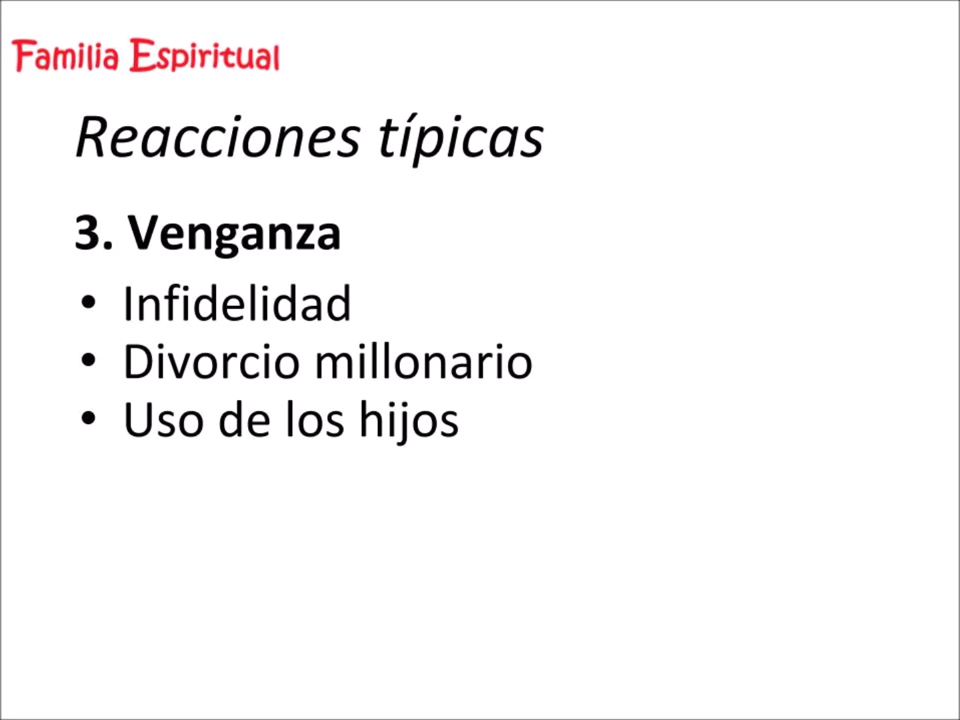 Familia Espiritual
Reacciones típicas
3. Venganza
• Infidelidad
• Divorcio millonario
• Uso de los hijos